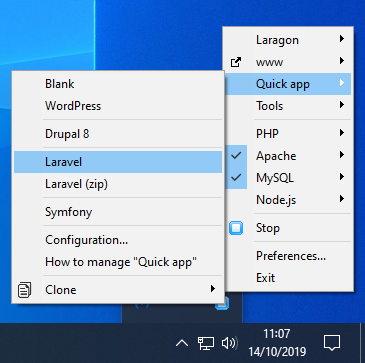 Laragon
www
Quick app
Tools
PHP
Apache
MySQL
Node.js
Stop
Preferences...
Exit
Blank
WordPress
Drupal 8
Laravel
Laravel (zip)
Symfony
Configuration...
How to manage "Quick app"
Clone
11:07
14/10/2019